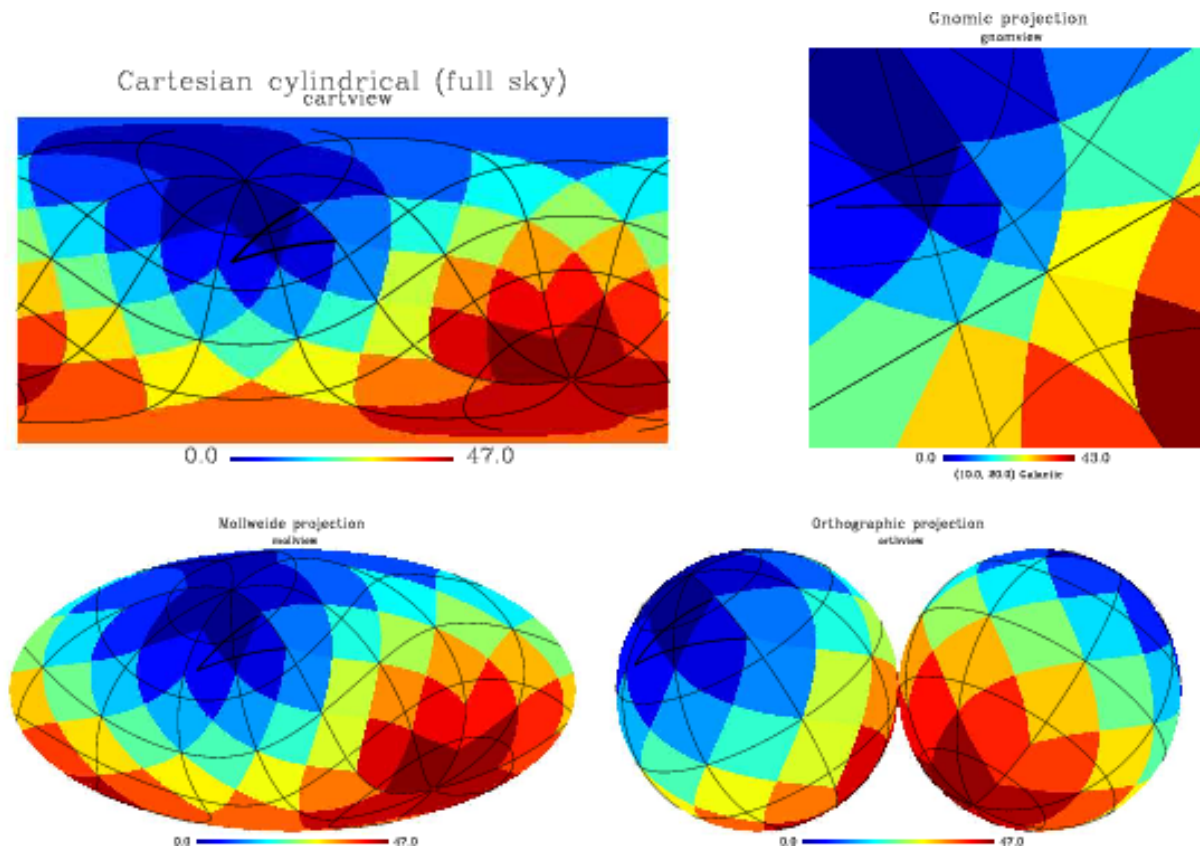 Gnomic projection
gnomview
Cartesian cylindrical (full sky)
cartview
0.0 47.0
0.0 43.0
(10.0, 20.0) Galactic
Mollweide projection
mollview
Orthographic projection
orthview
0.0 47.0
0.0 47.0